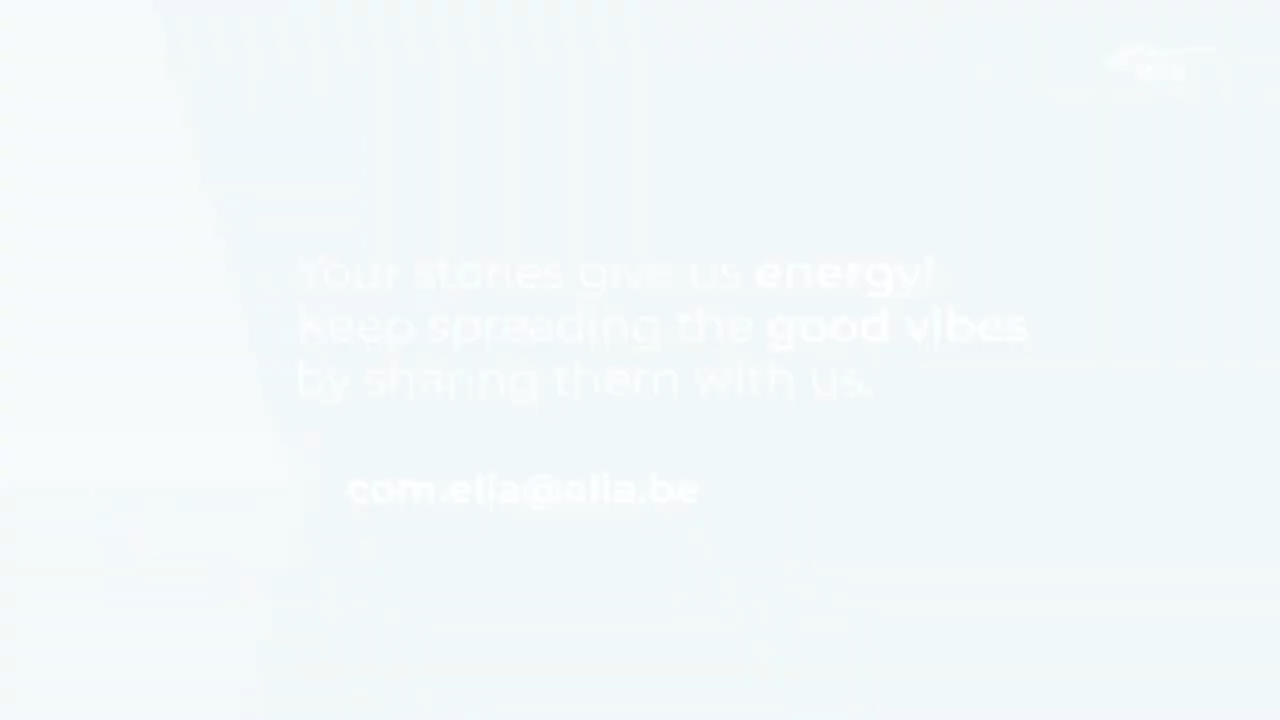 Your stories give us energy!
Keep spreading the good vibes
by sharing them with us.
com.elia@elia.be